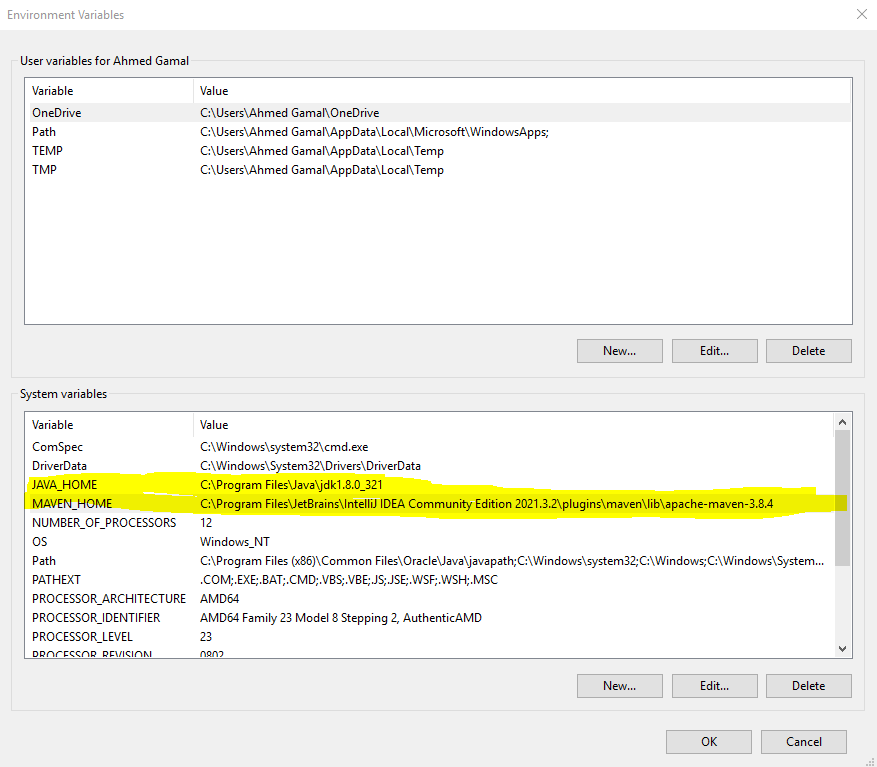 Environment Variables
User variables for Ahmed Gamal
Variable Value
OneDrive C:\Users\Ahmed Gamal\OneDrive
Path C:\Users\Ahmed Gamal\AppData\Local\Microsoft\WindowsApps;
TEMP C:\Users\Ahmed Gamal\AppData\Local\Temp
TMP C:\Users\Ahmed Gamal\AppData\Local\Temp
New... Edit... Delete
System variables
Variable Value
ComSpec C:\Windows\system32\cmd.exe
DriverData C:\Windows\System32\Drivers\DriverData
JAVA_HOME C:\Program Files\Java\jdk1.8.0_321
MAVEN_HOME C:\Program Files\JetBrains\IntelliJ IDEA Community Edition 2021.3.2\plugins\maven\lib\apache-maven-3.8.4
NUMBER_OF_PROCESSORS 12
OS Windows_NT
Path C:\Program Files (x86)\Common Files\Oracle\Java\javapath;C:\Windows\system32;C:\Windows;C:\Windows\System...
PATHEXT .COM;.EXE;.BAT;.CMD;.VBS;.VBE;.JS;.JSE;.WSF;.WSH;.MSC
PROCESSOR_ARCHITECTURE AMD64
PROCESSOR_IDENTIFIER AMD64 Family 23 Model 8 Stepping 2, AuthenticAMD
PROCESSOR_LEVEL 23
PROCESSOR_REVISION 0802
New... Edit... Delete
OK Cancel